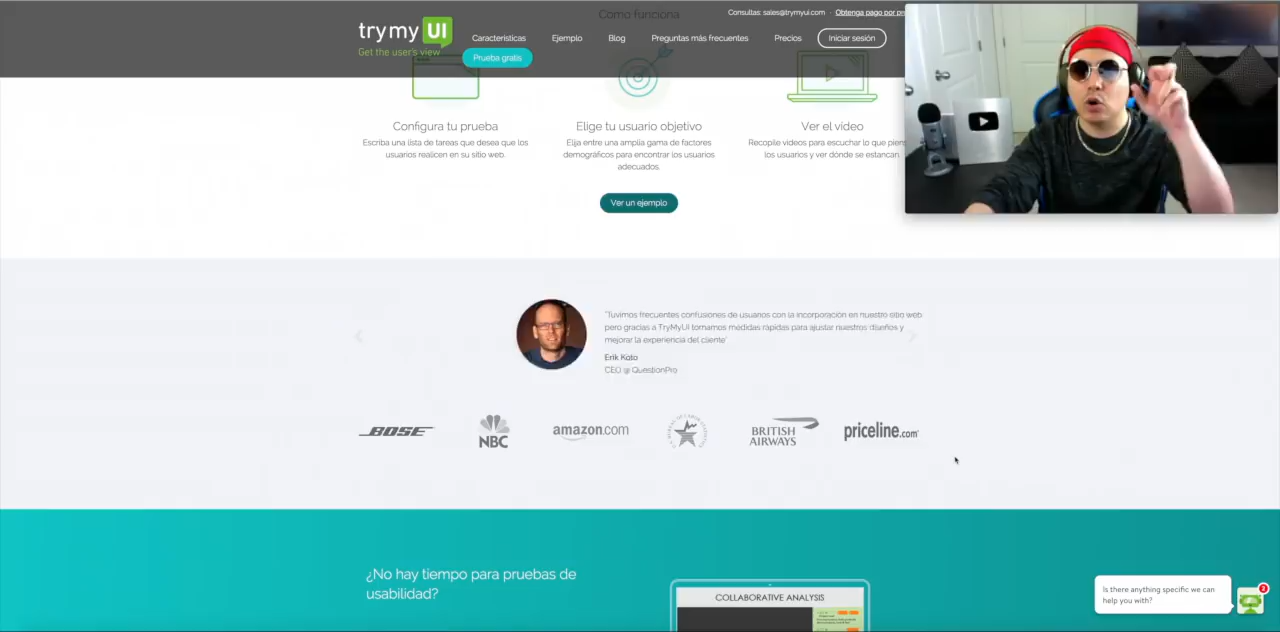 Como funciona
Consultas: sales@trymyui.com - Obtenga pago por
trymyUI
Get the user's view
Características
Ejemplo
Blog
Preguntas más frecuentes
Precios
Iniciar sesión
Prueba gratis
Configura tu prueba
Escriba una lista de tareas que desea que los
usuarios realicen en su sitio web.
Elige tu usuario objetivo
Elija entre una amplia gama de factores
demográficos para encontrar los usuarios
adecuados.
Ver el vídeo
Recopile videos para escuchar lo que
los usuarios y ver dónde se estancan
Ver un ejemplo
"Tuvimos frecuentes confusiones de usuarios con la incorporación en nuestro sitio web
pero gracias a TryMyUI tomamos medidas rápidas para ajustar nuestros diseños y
mejorar la experiencia del cliente"
Erik Koto
CEO @ QuestionPro
BOSE
NBC
amazon.com
BRITISH
AIRWAYS
priceline.com
¿No hay tiempo para pruebas de
usabilidad?
COLLABORATIVE ANALYSIS
Is there anything specific we can
help you with?
2